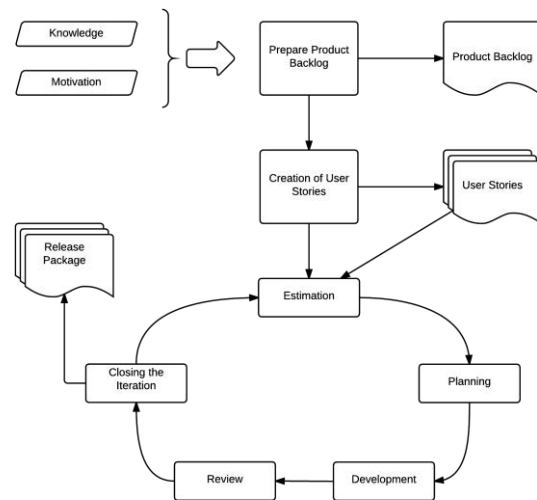 Knowledge
Motivation
Prepare Product
Backlog
Product Backlog
Creation of User
Stories
User Stories
Release
Package
Estimation
Closing the
Iteration
Planning
Review
Development